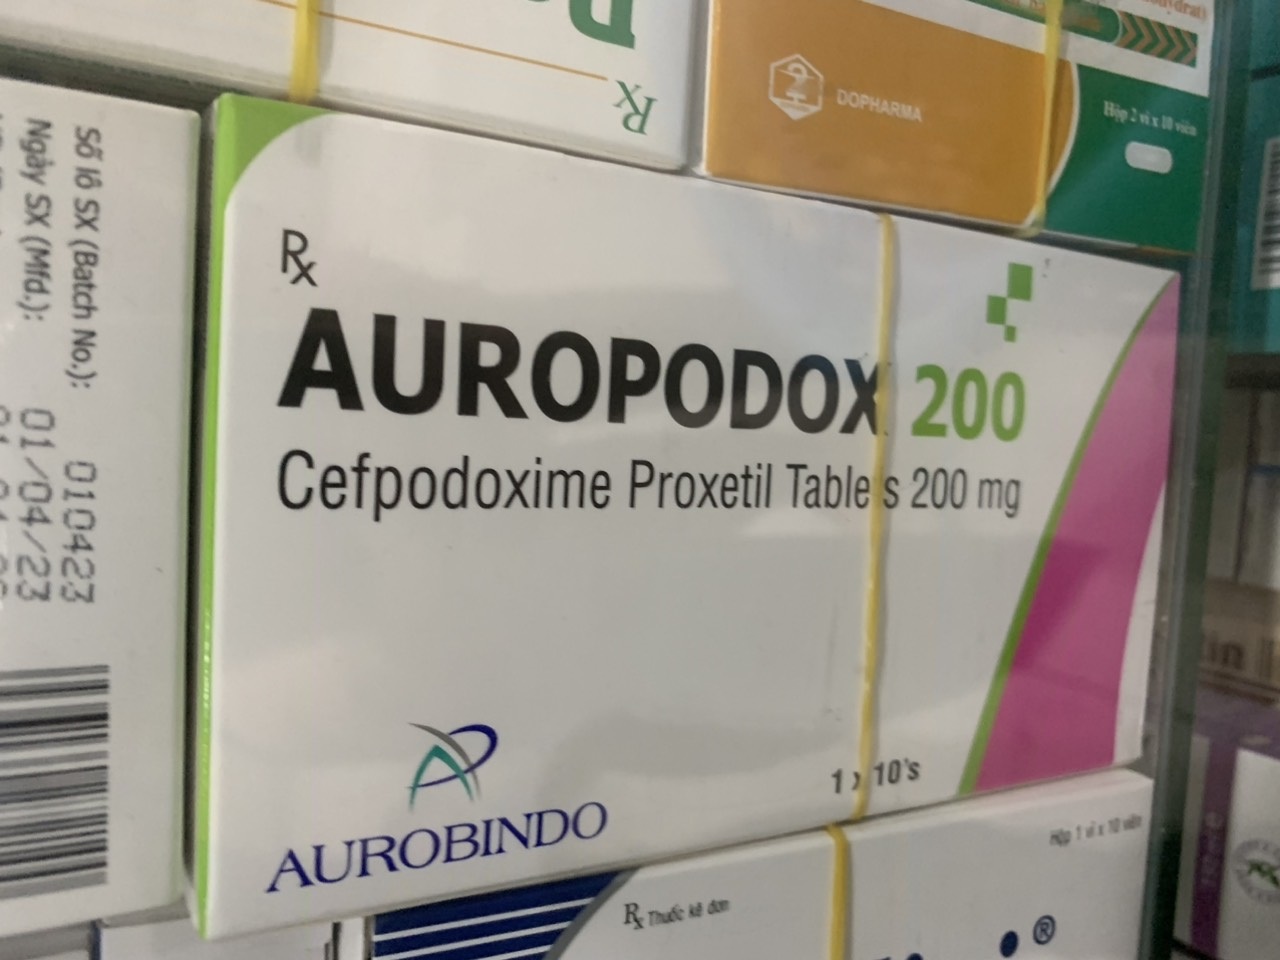 Rx
DOPHARMA
Hộp 2 vỉ x 10 viên
Số lô SX (Batch No.): 010423
Ngày SX (Mfd.): 01/04/23
Rx
AUROPODOX 200
Cefpodoxime Proxetil Tablets 200 mg
1 x 10's
AUROBINDO
Hộp 1 vỉ x 10 viên
Rx Thuốc kê đơn
®